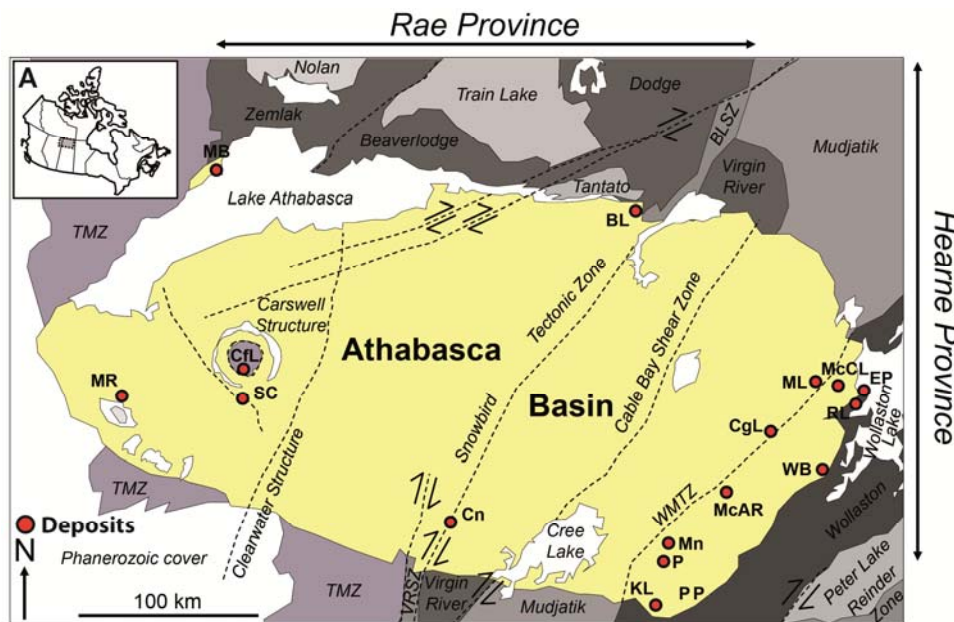 Rae Province
A
Nolan
Zemlak
Train Lake
Dodge
BLSZ
Mudjatik
Beaverlodge
MB
Virgin
River
Tantato
Lake Athabasca
BL
TMZ
Hearne Province
Carswell
Structure
Tectonic Zone
Cable Bay Shear Zone
CfL
Athabasca
MR
SC
ML
McCL
EP
RL
Basin
Snowbird
CgL
Wollaston
Lake
WB
Clearwater Structure
TMZ
WMTZ
McAR
Wollaston
Deposits
Cn
N
Phanerozoic cover
Cree
Lake
Mn
P
VRSZ
100 km
TMZ
Virgin
River
Mudjatik
KL
P P
Peter Lake
Reinder
Zone